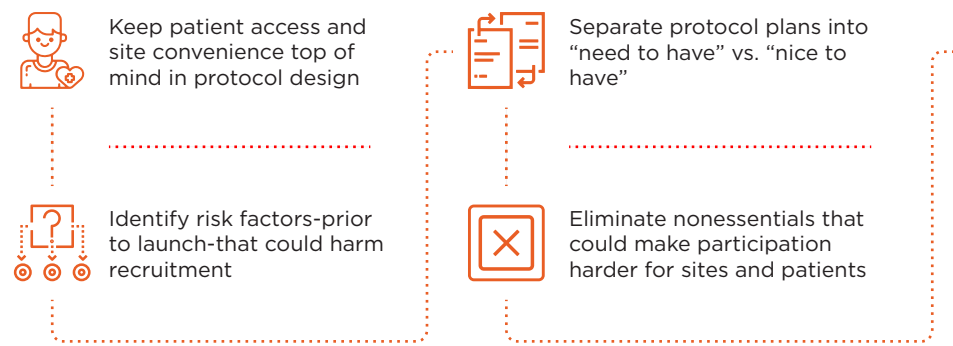 Keep patient access and
site convenience top of
mind in protocol design
Identify risk factors-prior
to launch-that could harm
recruitment
Separate protocol plans into
“need to have” vs. “nice to
have”
Eliminate nonessentials that
could make participation
harder for sites and patients